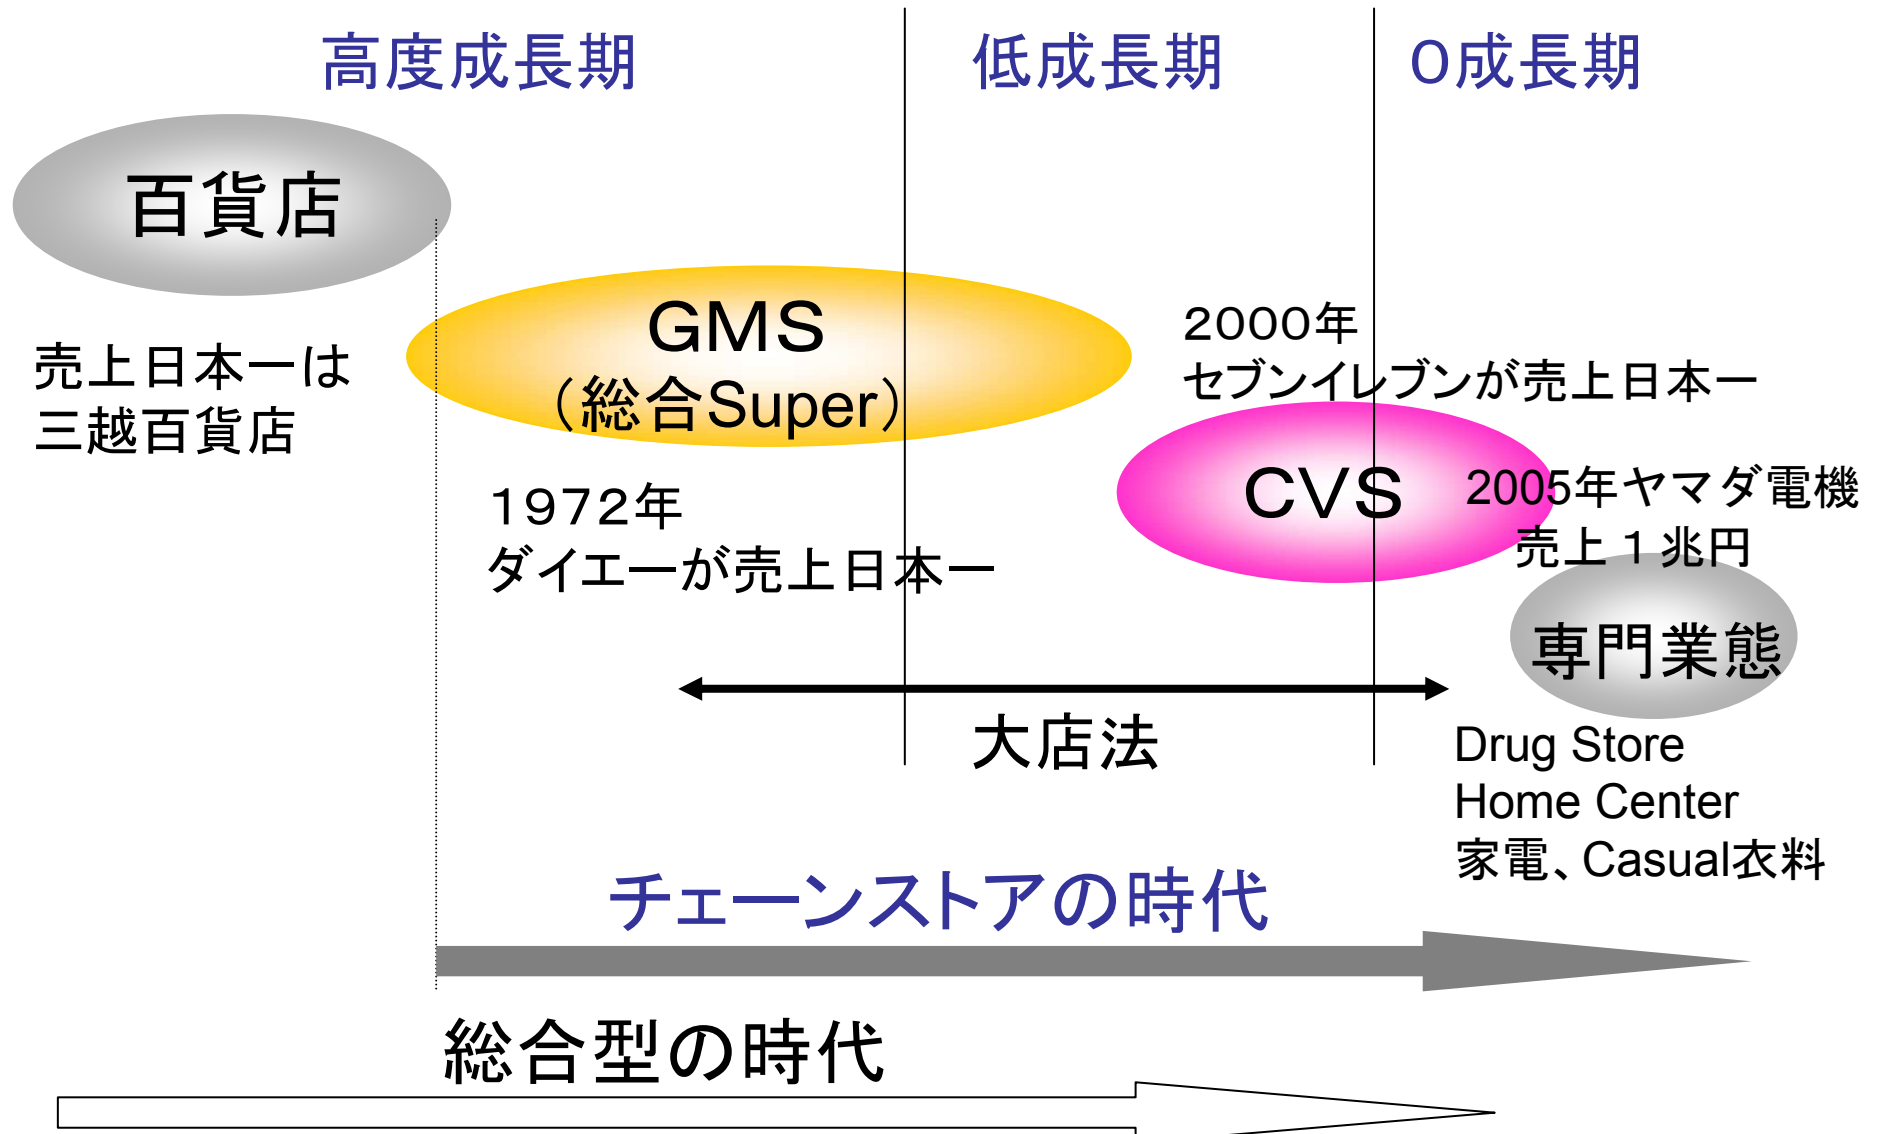 高度成長期
低成長期
0成長期
百貨店
売上日本一は
三越百貨店
GMS
（総合Super）
1972年
ダイエーが売上日本一
2000年
セブンイレブンが売上日本一
CVS
2005年ヤマダ電機
売上１兆円
専門業態
大店法
Drug Store
Home Center
家電、Casual衣料
チェーンストアの時代
総合型の時代